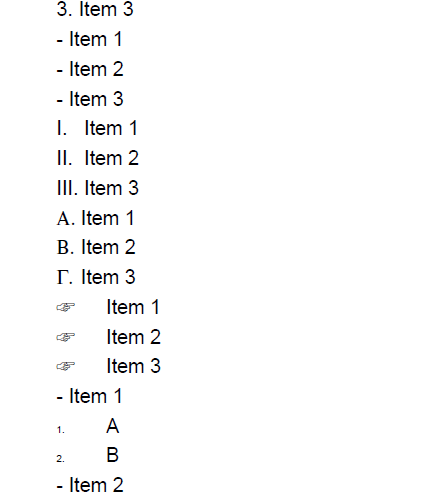 3. Item 3
- Item 1
- Item 2
- Item 3
I. Item 1
II. Item 2
III. Item 3
Α. Item 1
Β. Item 2
Γ. Item 3
☞ Item 1
☞ Item 2
☞ Item 3
- Item 1
1. A
2. B
- Item 2